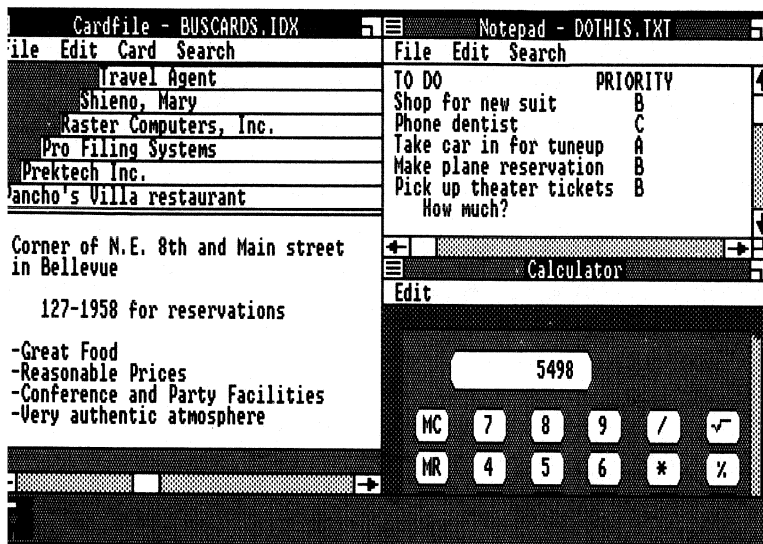 Cardfile - BUSCARDS.IDX
File Edit Card Search
Travel Agent
Shieno, Mary
Raster Computers, Inc.
Pro Filing Systems
Prektech Inc.
Pancho's Villa restaurant
Corner of N.E. 8th and Main street
in Bellevue
127-1958 for reservations
-Great Food
-Reasonable Prices
-Conference and Party Facilities
-Very authentic atmosphere
Notepad - DOTHIS.TXT
File Edit Search
TO DO PRIORITY
Shop for new suit B
Phone dentist C
Take car in for tuneup A
Make plane reservation B
Pick up theater tickets B
How much?
Calculator
Edit
5498
MC 7 8 9 / √
MR 4 5 6 * %